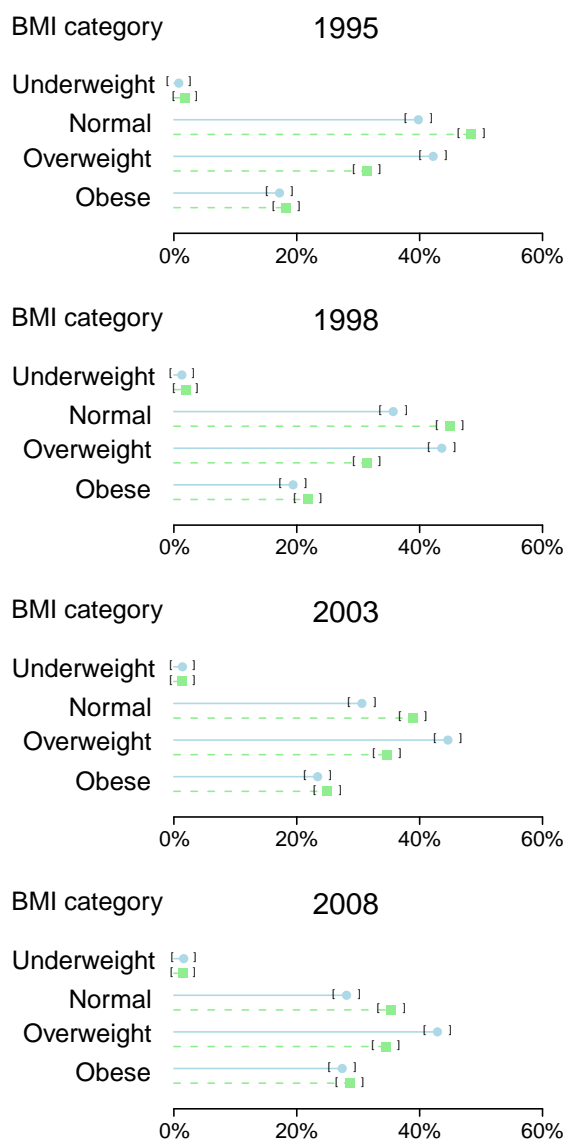 BMI category 1995
Underweight
Normal
Overweight
Obese
0% 20% 40% 60%
BMI category 1998
Underweight
Normal
Overweight
Obese
0% 20% 40% 60%
BMI category 2003
Underweight
Normal
Overweight
Obese
0% 20% 40% 60%
BMI category 2008
Underweight
Normal
Overweight
Obese
0% 20% 40% 60%